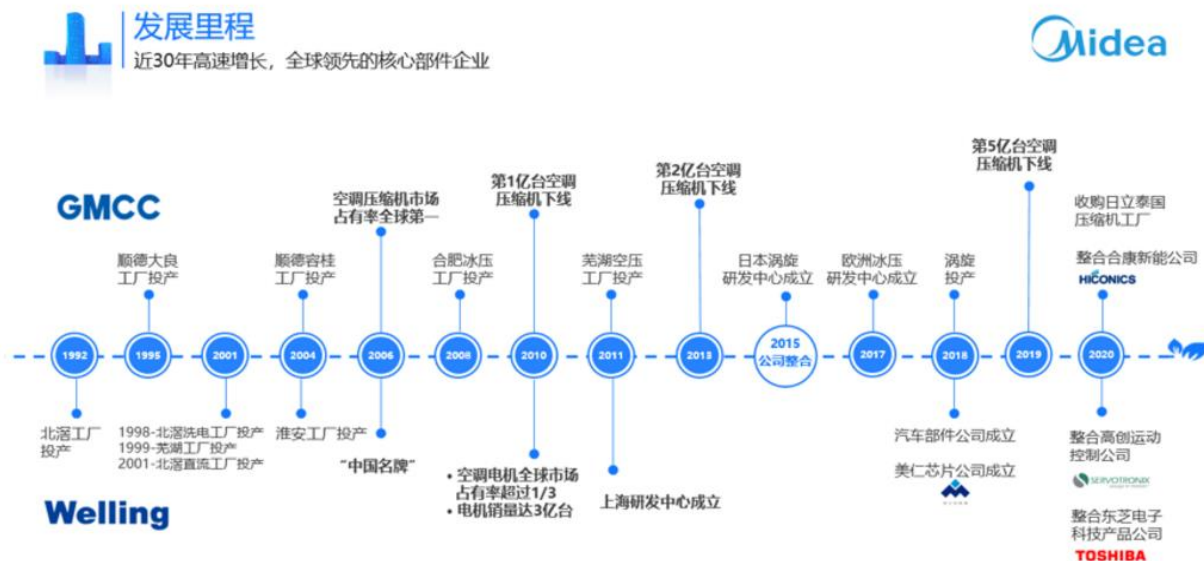 发展里程
近30年高速增长，全球领先的核心部件企业
Midea
GMCC
顺德大良
工厂投产
顺德容桂
工厂投产
空调压缩机市场
占有率全球第一
合肥冰压
工厂投产
第1亿台空调
压缩机下线
芜湖空压
工厂投产
第2亿台空调
压缩机下线
日本涡旋
研发中心成立
欧洲冰压
研发中心成立
涡旋
投产
第5亿台空调
压缩机下线
收购日立泰国
压缩机工厂
整合合康新能公司
HICONICS
1992
1995
2001
2004
2006
2008
2010
2011
2013
2015
公司整合
2017
2018
2019
2020
北滘工厂
投产
1998-北滘洗电工厂投产
1999-芜湖工厂投产
2001-北滘直流工厂投产
淮安工厂投产
“中国名牌”
• 空调电机全球市场
占有率超过1/3
• 电机销量达3亿台
上海研发中心成立
汽车部件公司成立
美仁芯片公司成立
整合高创运动
控制公司
SERVOTRONIX
整合东芝电子
科技产品公司
TOSHIBA
Welling